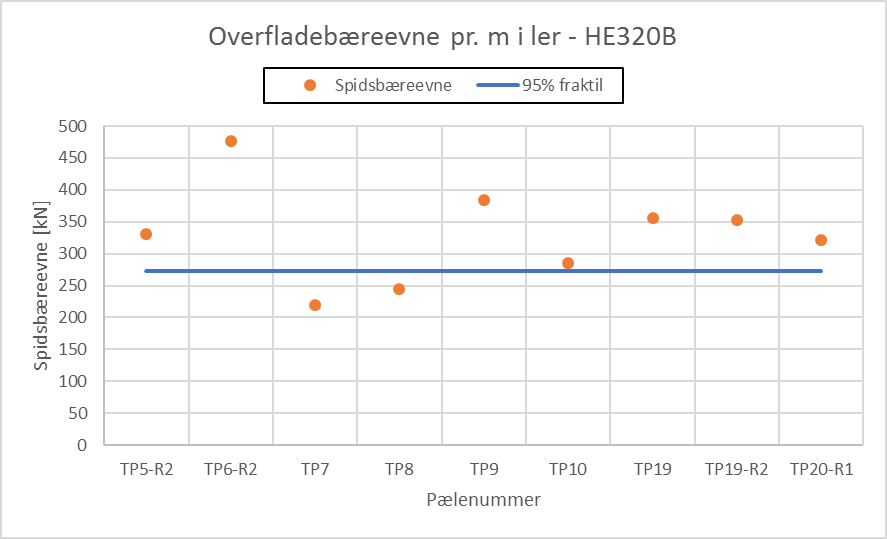 Overfladebæreevne pr. m i ler - HE320B
Spidsbæreevne
95% fraktil
500
450
400
350
300
250
200
150
100
50
0
Spidsbæreevne [kN]
TP5-R2
TP6-R2
TP7
TP8
TP9
TP10
TP19
TP19-R2
TP20-R1
Pælenummer